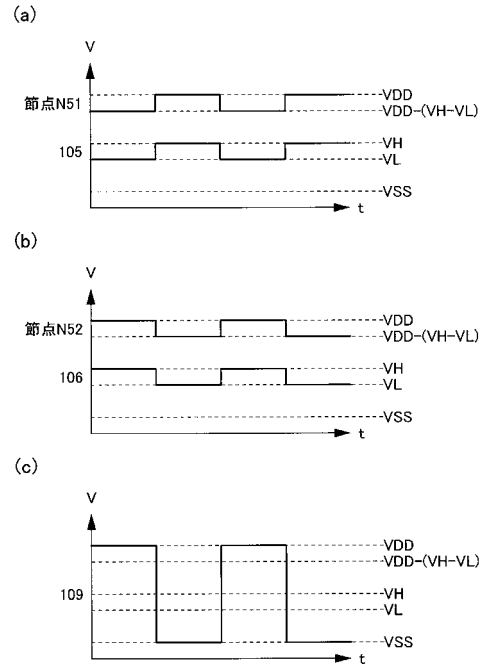 (a)
V
節点N51
VDD
VDD-(VH-VL)
105
VH
VL
VSS
t
(b)
V
節点N52
VDD
VDD-(VH-VL)
106
VH
VL
VSS
t
(c)
V
VDD
VDD-(VH-VL)
109
VH
VL
VSS
t